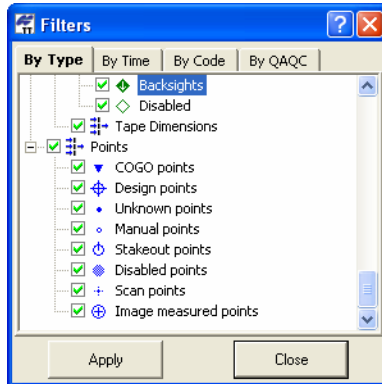 Filters
By Type By Time By Code By QAQC
Backsights
Disabled
Tape Dimensions
Points
COGO points
Design points
Unknown points
Manual points
Stakeout points
Disabled points
Scan points
Image measured points
Apply Close